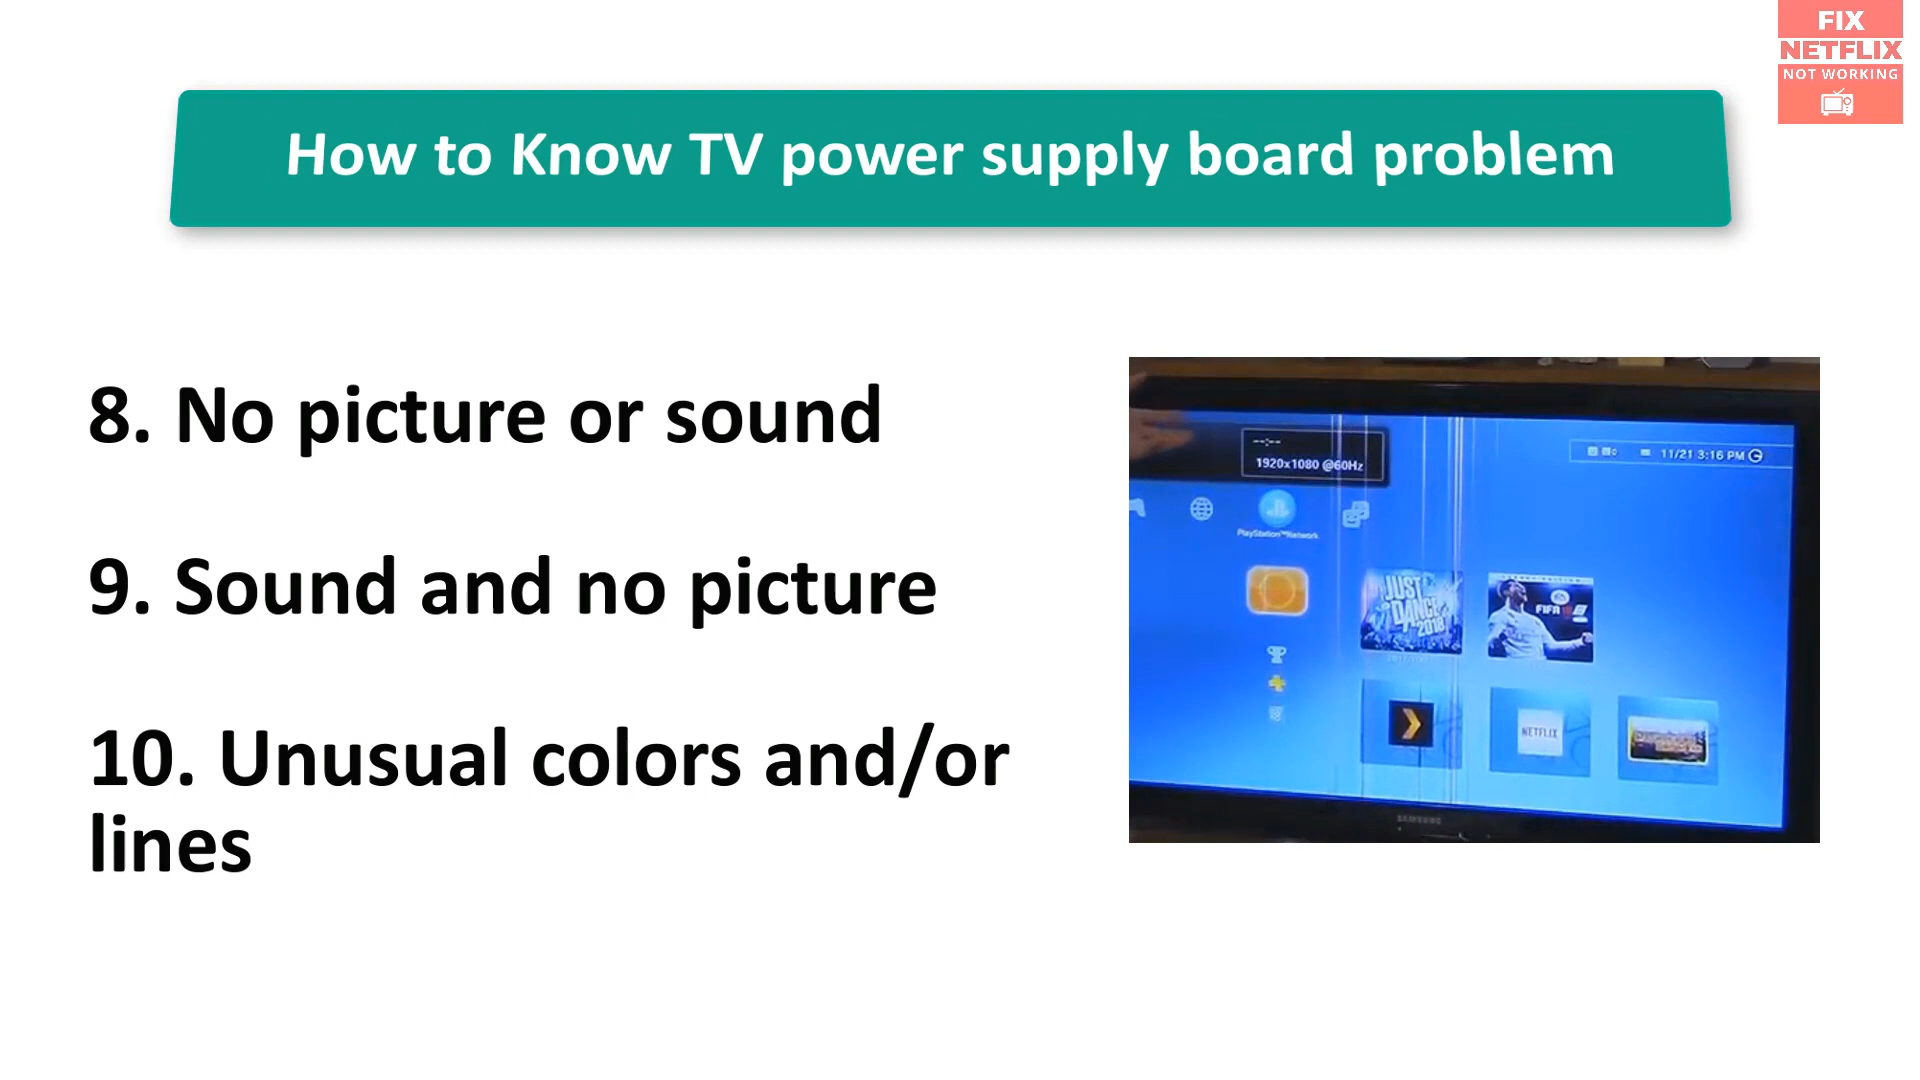 FIX
NETFLIX
NOT WORKING
How to Know TV power supply board problem
8. No picture or sound
9. Sound and no picture
10. Unusual colors and/or
lines
--:--
1920x1080 @60Hz
11/21 3:16 PM
PlayStation™Network
JUST
DANCE
2018
FIFA 18
NETFLIX
SAMSUNG